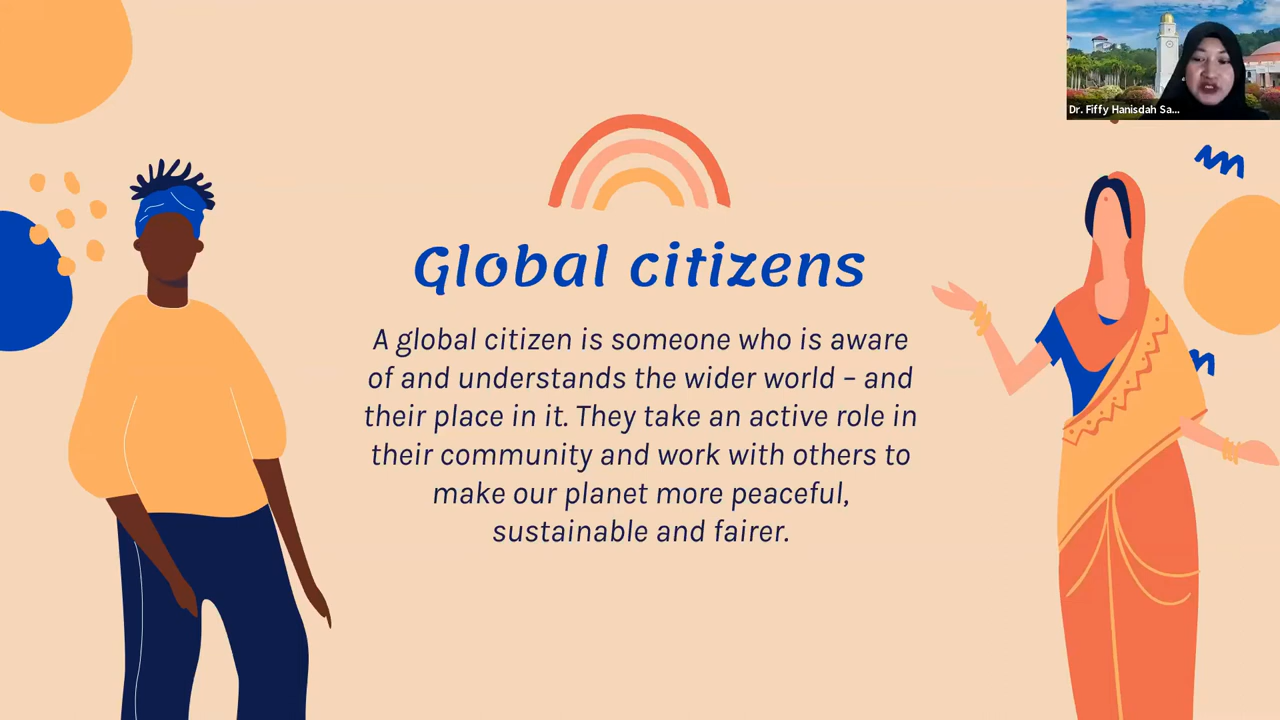 Dr. Fiffy Hanisdah Sa...
Global citizens
A global citizen is someone who is aware
of and understands the wider world – and
their place in it. They take an active role in
their community and work with others to
make our planet more peaceful,
sustainable and fairer.